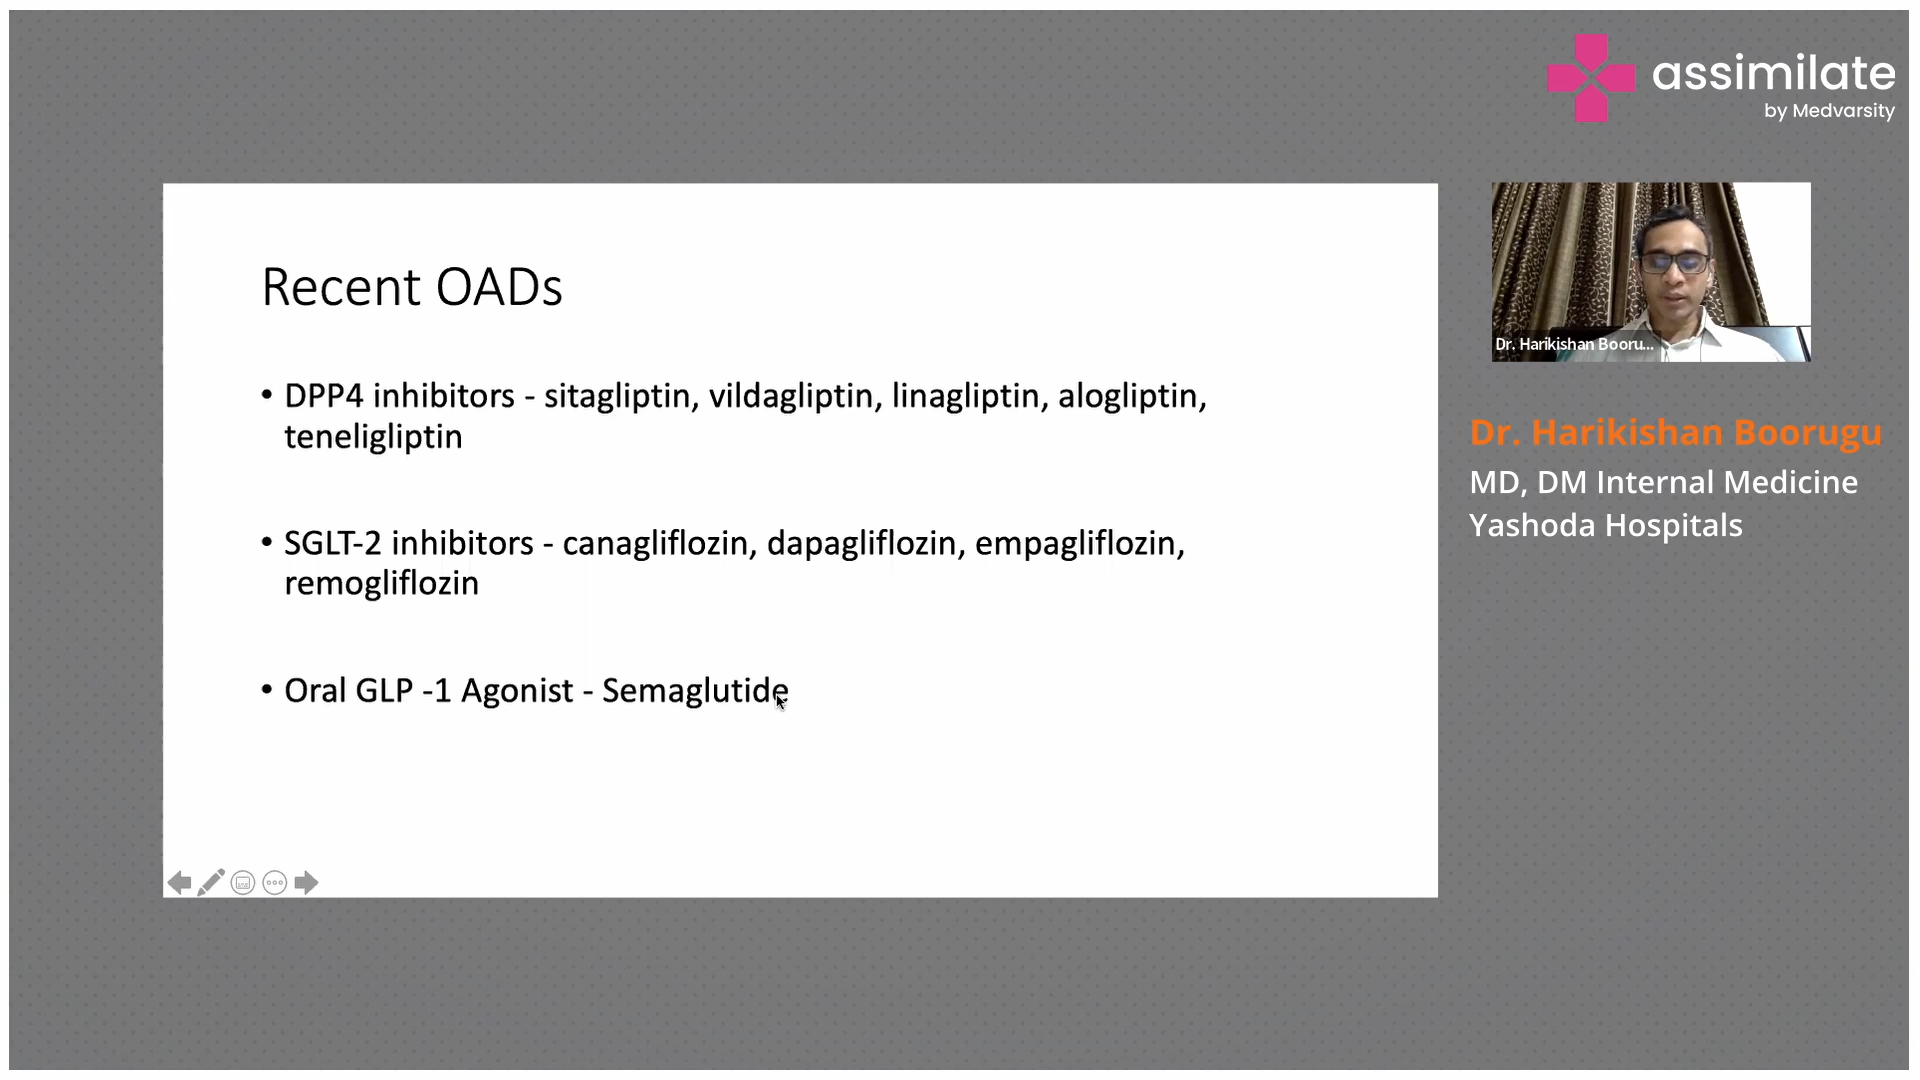 assimilate
by Medvarsity
Recent OADs
• DPP4 inhibitors - sitagliptin, vildagliptin, linagliptin, alogliptin,
teneligliptin
• SGLT-2 inhibitors - canagliflozin, dapagliflozin, empagliflozin,
remogliflozin
• Oral GLP -1 Agonist - Semaglutide
Dr. Harikishan Booru...
Dr. Harikishan Boorugu
MD, DM Internal Medicine
Yashoda Hospitals